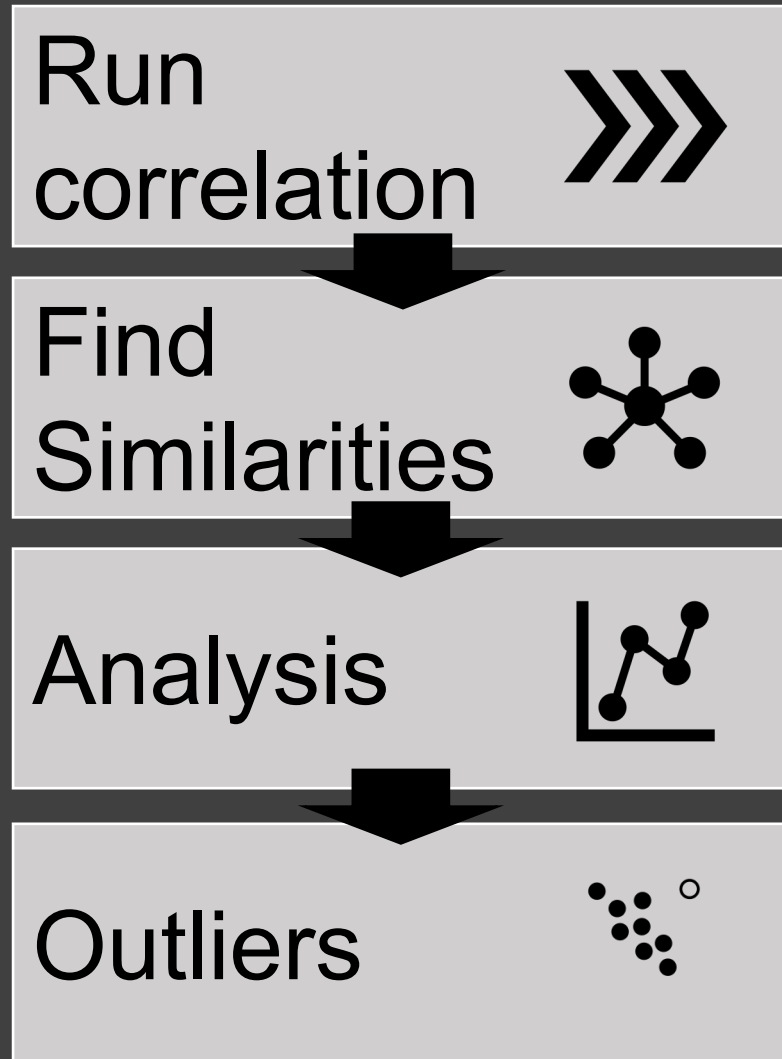 Run
correlation
Find
Similarities
Analysis
Outliers